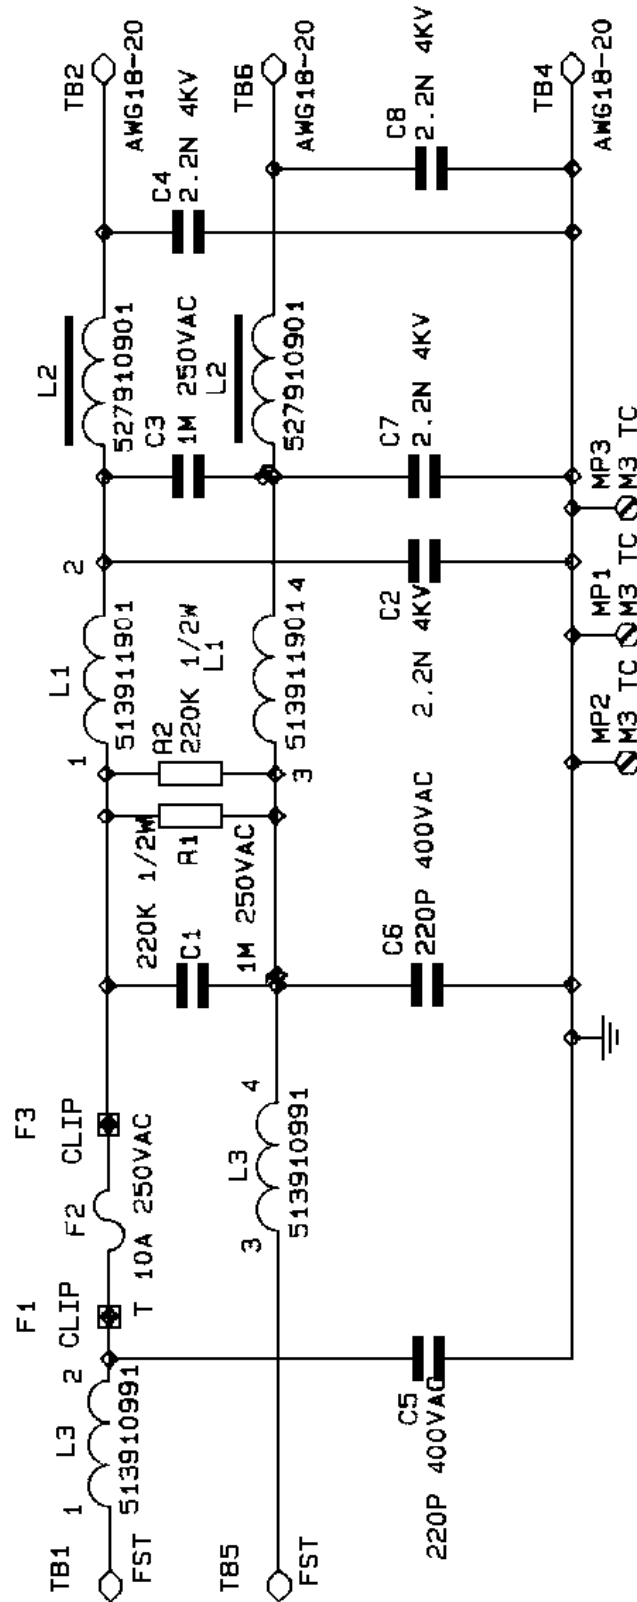 TB1
FST
1
L3
2
513910991
F1
CLIP
F2
T 10A 250VAC
F3
CLIP
220K 1/2W
C1
R1
1M 250VAC
R2
220K 1/2W
1
L1
2
513911901
3
L1
513911901
4
C3
1M 250VAC
L2
527910901
L2
527910901
C4
2.2N 4KV
TB2
AWG18-20
TB6
AWG18-20
TB5
FST
3
L3
4
513910991
C5
220P 400VAC
C6
220P 400VAC
C2
2.2N 4KV
C7
2.2N 4KV
C8
2.2N 4KV
TB4
AWG18-20
MP2
M3 TC
MP1
M3 TC
MP3
M3 TC